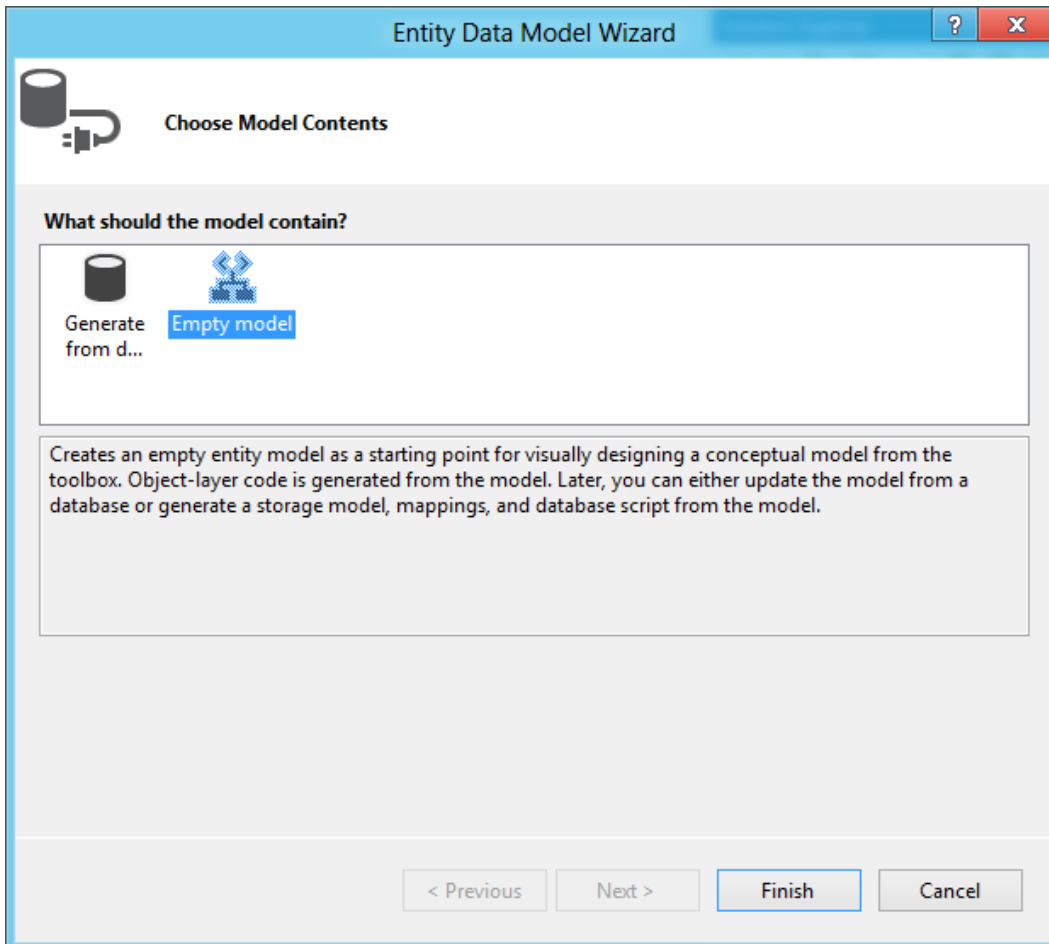 Entity Data Model Wizard
?
x
Choose Model Contents
What should the model contain?
Generate
from d...
Empty model
Creates an empty entity model as a starting point for visually designing a conceptual model from the
toolbox. Object-layer code is generated from the model. Later, you can either update the model from a
database or generate a storage model, mappings, and database script from the model.
< Previous
Next >
Finish
Cancel